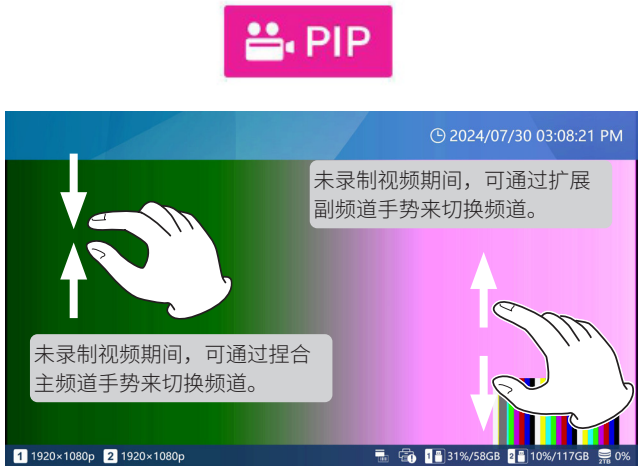 PIP
2024/07/30 03:08:21 PM
未录制视频期间，可通过扩展
副频道手势来切换频道。
未录制视频期间，可通过捏合
主频道手势来切换频道。
1 1920×1080p 2 1920×1080p 1 31%/58GB 2 10%/117GB 2TB 0%